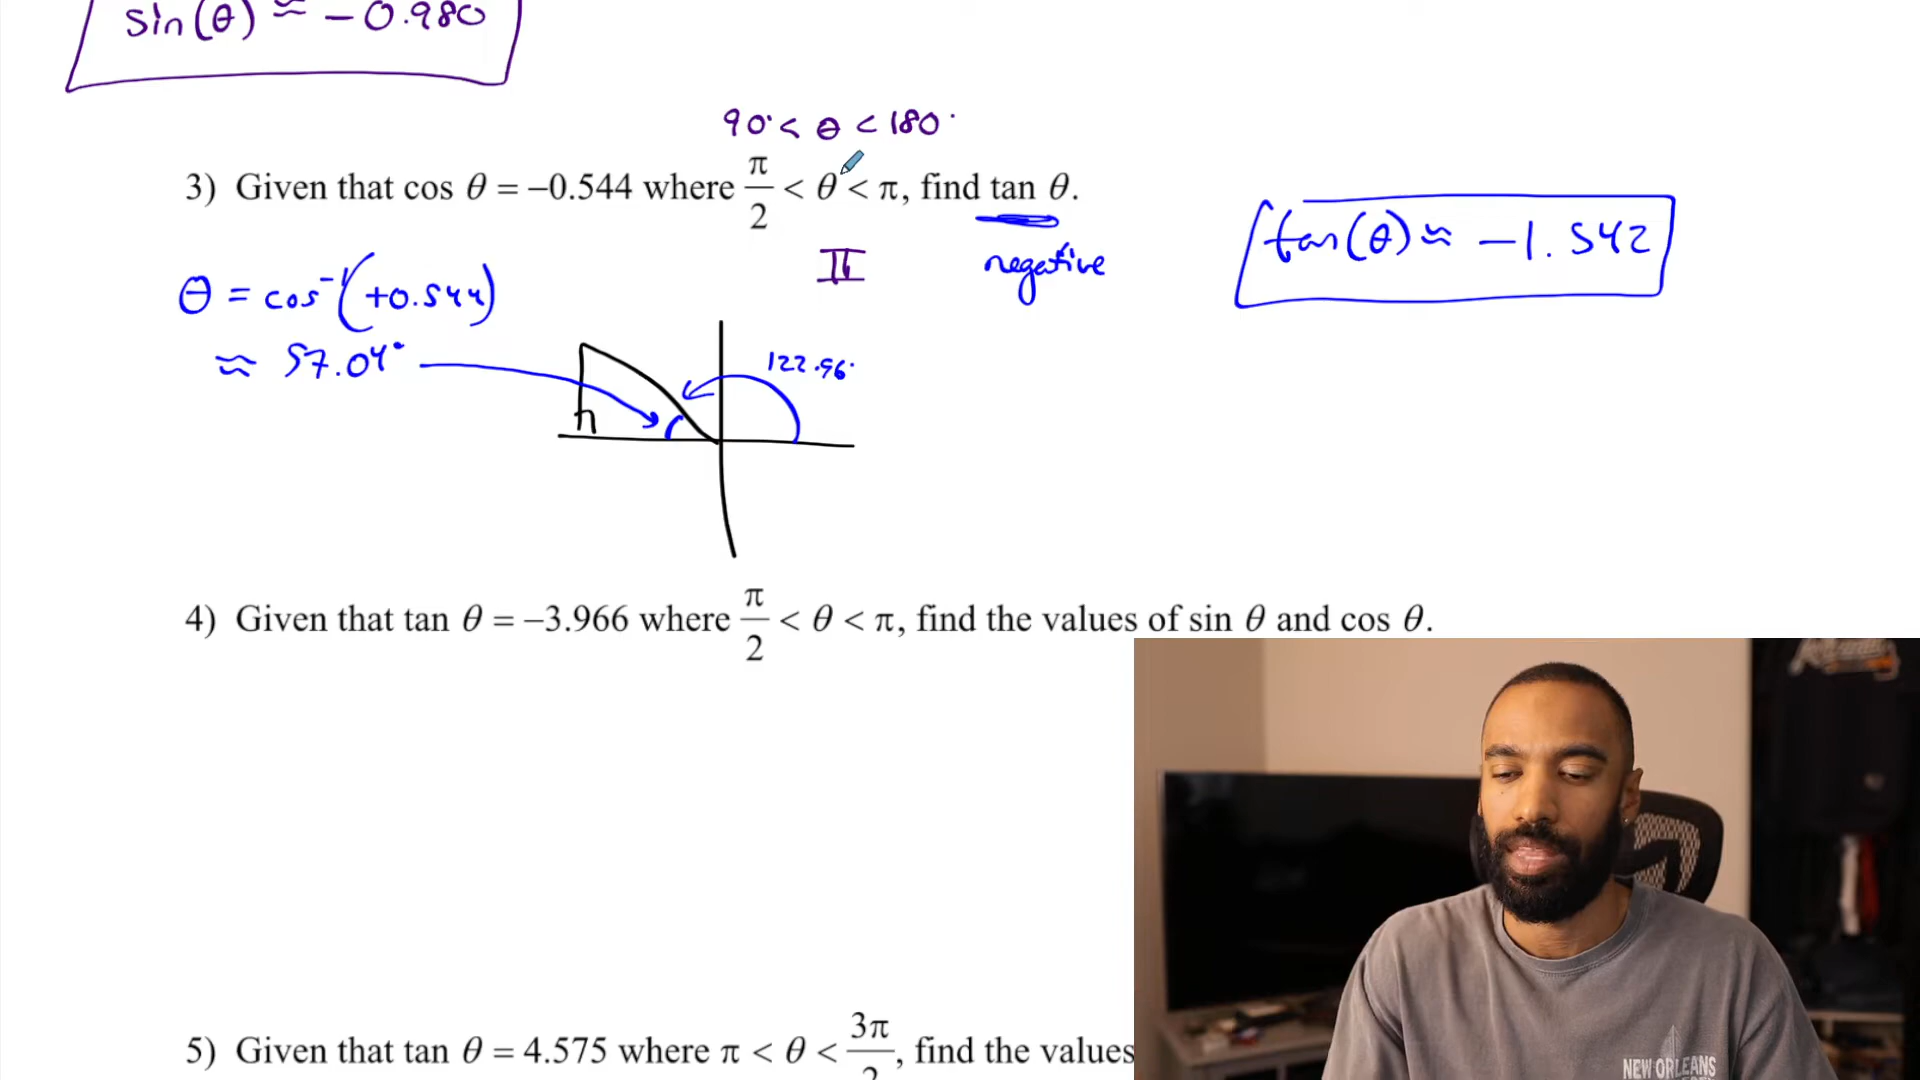 sin(θ) ≈ -0.980
90° < θ < 180°
3) Given that cos θ = −0.544 where π/2 < θ < π, find tan θ.
II
negative
tan(θ) ≈ -1.542
θ = cos⁻¹(+0.544)
≈ 57.04°
122.96°
4) Given that tan θ = −3.966 where π/2 < θ < π, find the values of sin θ and cos θ.
5) Given that tan θ = 4.575 where π < θ < 3π/2, find the values
NEW ORLEANS